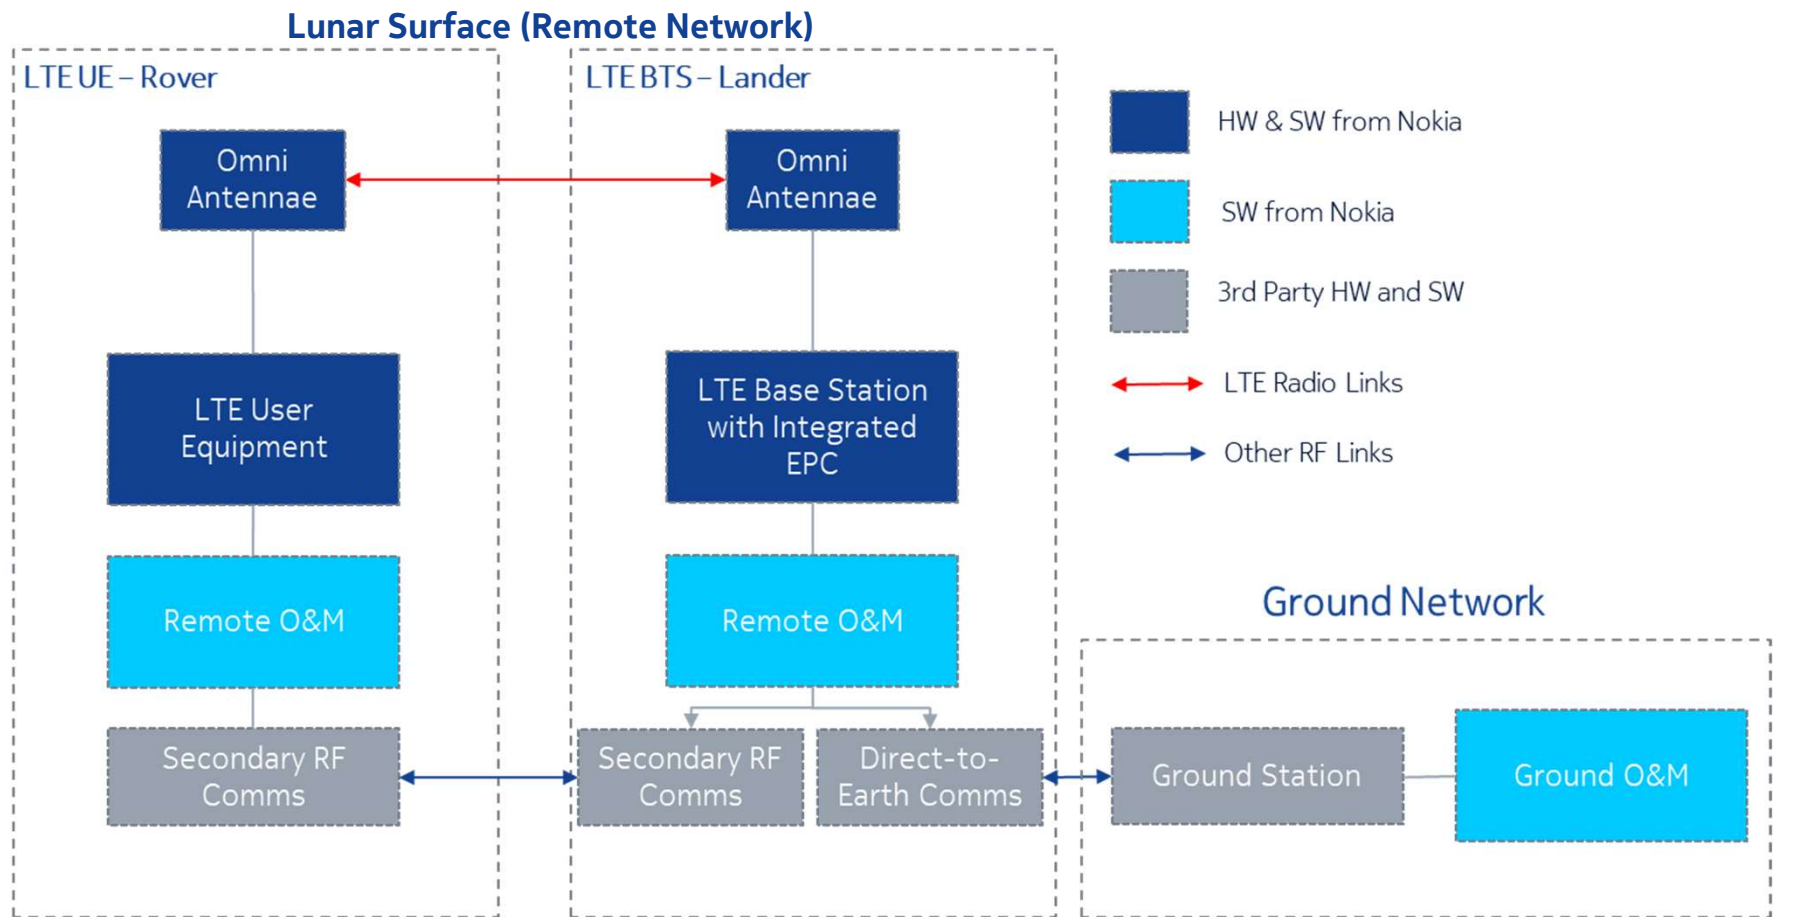 Lunar Surface (Remote Network)
LTE UE – Rover
Omni
Antennae
LTE User
Equipment
Remote O&M
Secondary RF
Comms
LTE BTS – Lander
Omni
Antennae
LTE Base Station
with Integrated
EPC
Remote O&M
Secondary RF
Comms
Direct-to-
Earth Comms
HW & SW from Nokia
SW from Nokia
3rd Party HW and SW
LTE Radio Links
Other RF Links
Ground Network
Ground Station
Ground O&M